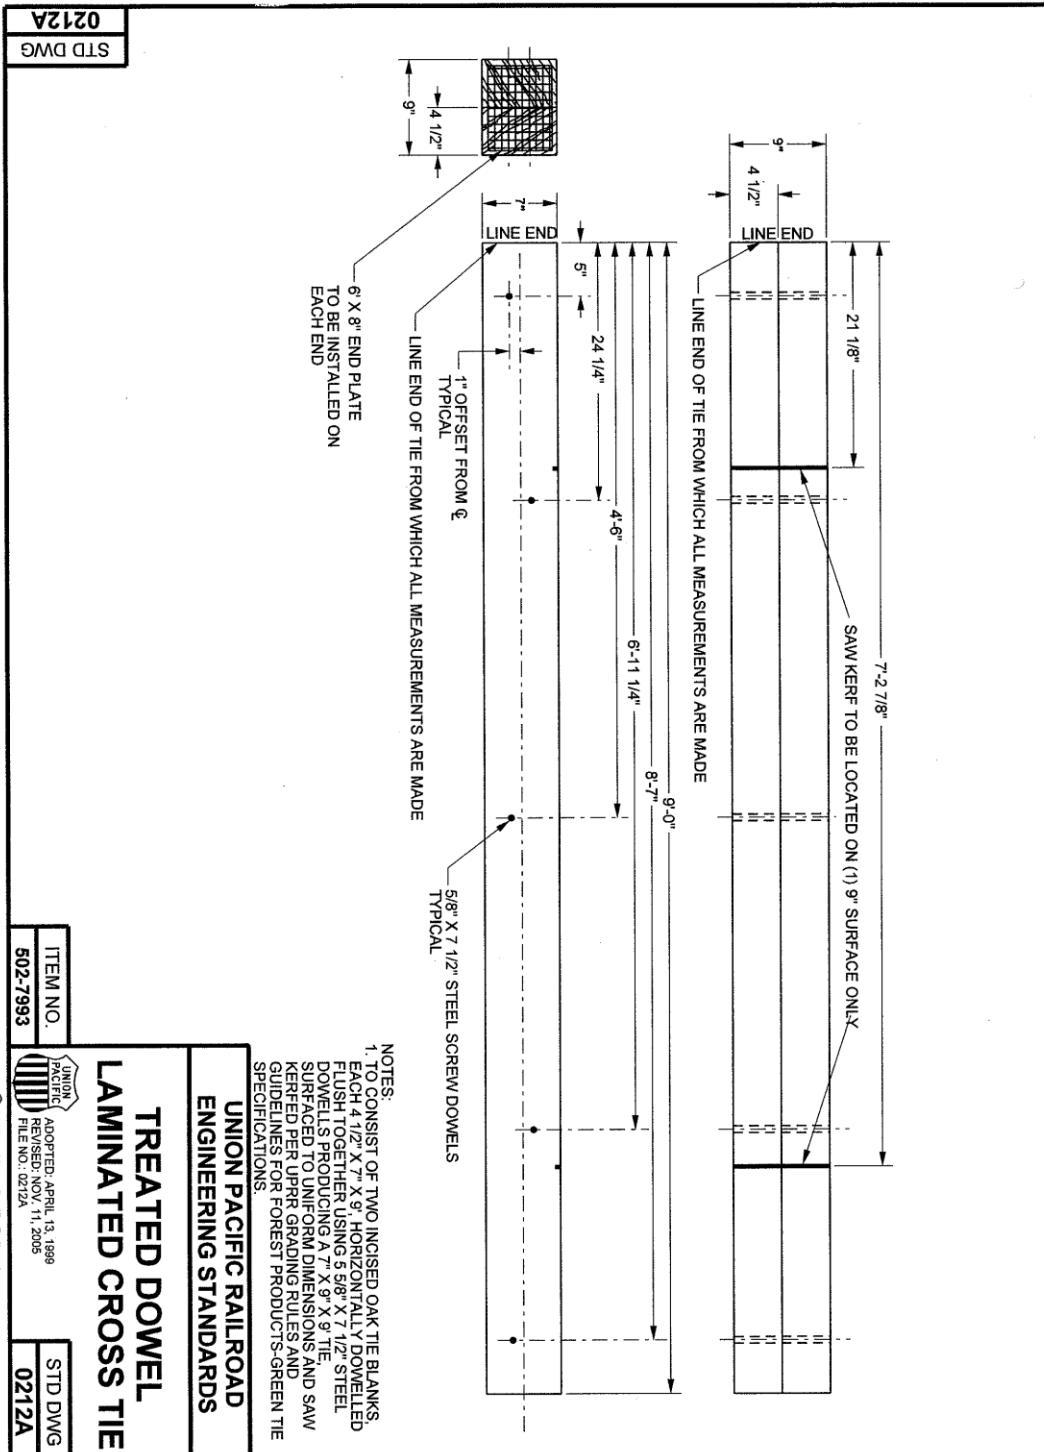 STD DWG
0212A
9"
4 1/2"
6' X 8" END PLATE
TO BE INSTALLED ON
EACH END
9"
4 1/2"
LINE END
21 1/8"
7'-2 7/8"
SAW KERF TO BE LOCATED ON (1) 9" SURFACE ONLY
LINE END OF TIE FROM WHICH ALL MEASUREMENTS ARE MADE
7"
LINE END
5"
24 1/4"
4'-6"
6'-11 1/4"
8'-7"
9'-0"
1" OFFSET FROM ℄
TYPICAL
LINE END OF TIE FROM WHICH ALL MEASUREMENTS ARE MADE
5/8" X 7 1/2" STEEL SCREW DOWELS
TYPICAL
NOTES:
1. TO CONSIST OF TWO INCISED OAK TIE BLANKS,
EACH 4 1/2" X 7" X 9', HORIZONTALLY DOWELLED
FLUSH TOGETHER USING 5 5/8" X 7 1/2" STEEL
DOWELLS PRODUCING A 7" X 9" X 9' TIE,
SURFACED TO UNIFORM DIMENSIONS AND SAW
KERFED PER UPRR GRADING RULES AND
GUIDELINES FOR FOREST PRODUCTS-GREEN TIE
SPECIFICATIONS.
UNION PACIFIC RAILROAD
ENGINEERING STANDARDS
TREATED DOWEL
LAMINATED CROSS TIE
ITEM NO.
502-7993
UNION
PACIFIC
ADOPTED: APRIL 13, 1999
REVISED: NOV. 11, 2005
FILE NO.: 0212A
STD DWG
0212A